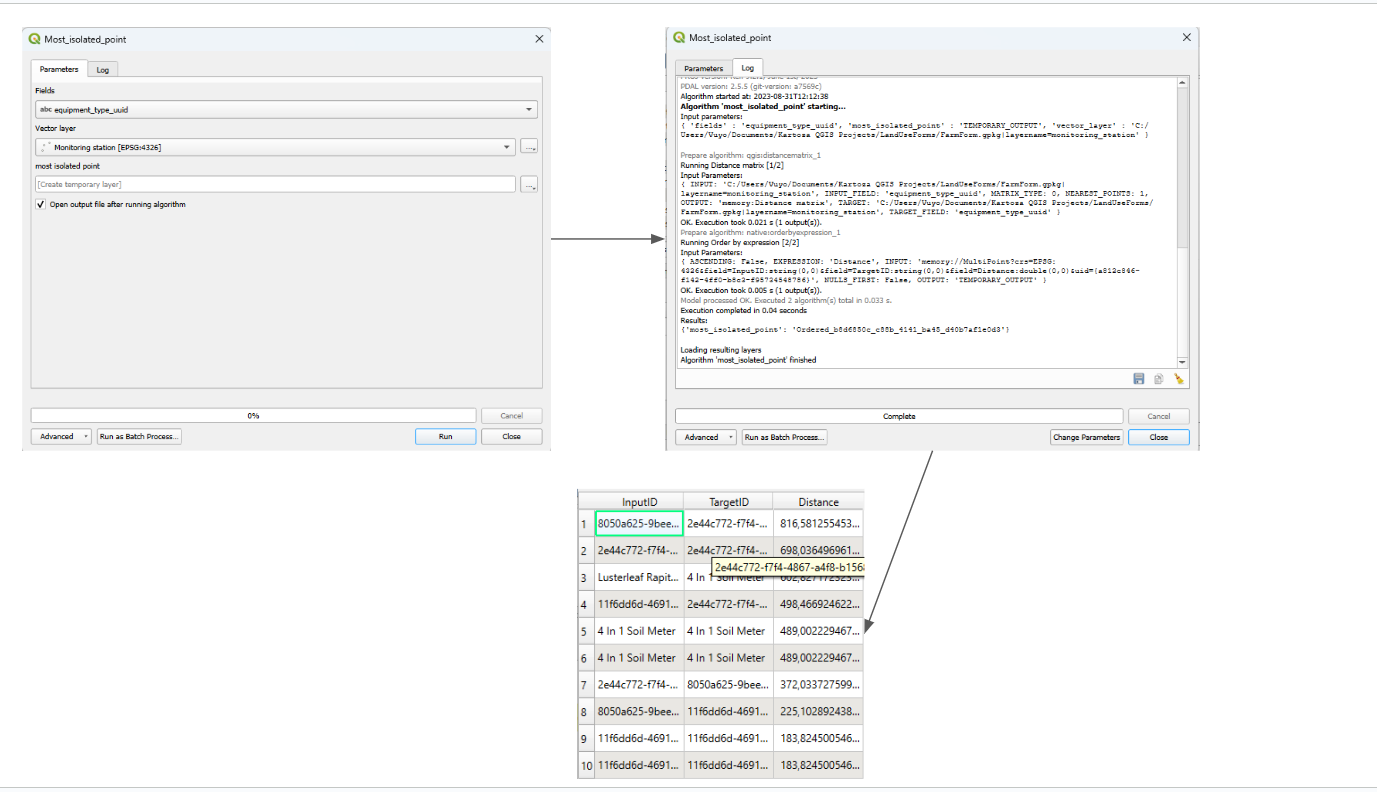 Most_isolated_point
Parameters
Log
Fields
abc equipment_type_uuid
Vector layer
Monitoring station [EPSG:4326]
...
most isolated point
[Create temporary layer]
...
Open output file after running algorithm
0%
Cancel
Advanced
Run as Batch Process...
Run
Close
Most_isolated_point
Parameters
Log
PDAL version: 2.5.5 (git-version: a7569c)
Algorithm started at: 2023-08-31T12:12:38
Algorithm 'most_isolated_point' starting...
Input parameters:
{ 'fields' : 'equipment_type_uuid', 'most_isolated_point' : 'TEMPORARY_OUTPUT', 'vector_layer' : 'C:/
Users/Vuyo/Documents/Kartoza QGIS Projects/LandUseForms/FarmForm.gpkg|layername=monitoring_station' }
Prepare algorithm: qgis:distancematrix_1
Running Distance matrix [1/2]
Input Parameters:
{ INPUT: 'C:/Users/Vuyo/Documents/Kartoza QGIS Projects/LandUseForms/FarmForm.gpkg|
layername=monitoring_station', INPUT_FIELD: 'equipment_type_uuid', MATRIX_TYPE: 0, NEAREST_POINTS: 1,
OUTPUT: 'memory:Distance matrix', TARGET: 'C:/Users/Vuyo/Documents/Kartoza QGIS Projects/LandUseForms/
FarmForm.gpkg|layername=monitoring_station', TARGET_FIELD: 'equipment_type_uuid' }
OK. Execution took 0.021 s (1 output(s)).
Prepare algorithm: native:orderbyexpression_1
Running Order by expression [2/2]
Input Parameters:
{ ASCENDING: False, EXPRESSION: 'Distance', INPUT: 'memory://MultiPoint?crs=EPSG:
4326&field=InputID:string(0,0)&field=TargetID:string(0,0)&field=Distance:double(0,0)&uid={a812c846-
f142-4ff0-b8c3-f95734548786}', NULLS_FIRST: False, OUTPUT: 'TEMPORARY_OUTPUT' }
OK. Execution took 0.005 s (1 output(s)).
Model processed OK. Executed 2 algorithm(s) total in 0.033 s.
Execution completed in 0.04 seconds
Results:
{'most_isolated_point': 'Ordered_b8d6850c_c88b_4141_ba45_d40b7af1e0d3'}
Loading resulting layers
Algorithm 'most_isolated_point' finished
Complete
Cancel
Advanced
Run as Batch Process...
Change Parameters
Close
InputID TargetID Distance
1 8050a625-9bee... 2e44c772-f7f4-... 816,581255453...
2 2e44c772-f7f4-... 2e44c772-f7f4-... 698,036496961...
2e44c772-f7f4-4867-a4f8-b156
3 Lusterleaf Rapit... 4 In 1 Soil Meter
4 11f6dd6d-4691... 2e44c772-f7f4-... 498,466924622...
5 4 In 1 Soil Meter 4 In 1 Soil Meter 489,002229467...
6 4 In 1 Soil Meter 4 In 1 Soil Meter 489,002229467...
7 2e44c772-f7f4-... 8050a625-9bee... 372,033727599...
8 8050a625-9bee... 11f6dd6d-4691... 225,102892438...
9 11f6dd6d-4691... 11f6dd6d-4691... 183,824500546...
10 11f6dd6d-4691... 11f6dd6d-4691... 183,824500546...